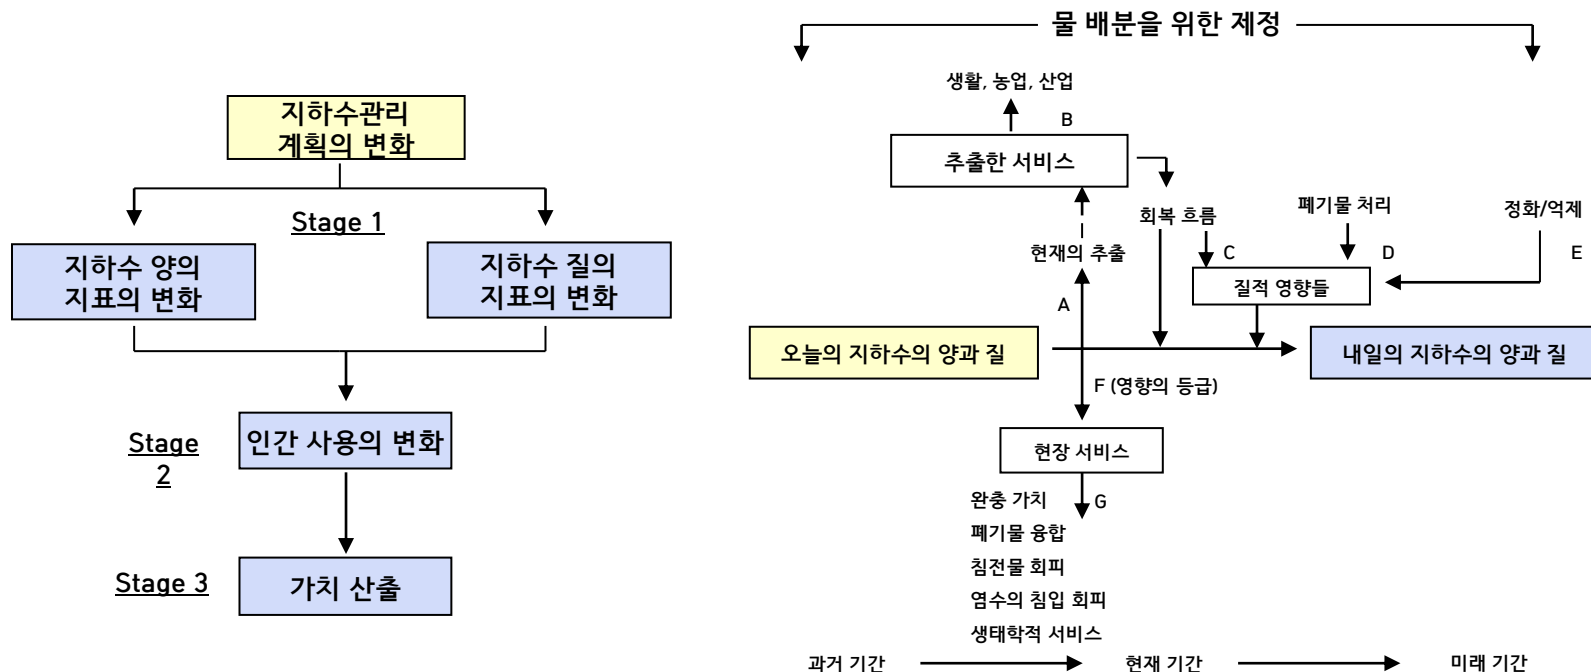 지하수관리
계획의 변화
Stage 1
지하수 양의
지표의 변화
지하수 질의
지표의 변화
Stage
2
인간 사용의 변화
Stage 3
가치 산출
물 배분을 위한 제정
생활, 농업, 산업
B
추출한 서비스
회복 흐름
폐기물 처리
정화/억제
현재의 추출
C
D
E
질적 영향들
A
오늘의 지하수의 양과 질
내일의 지하수의 양과 질
F (영향의 등급)
현장 서비스
완충 가치
G
폐기물 융합
침전물 회피
염수의 침입 회피
생태학적 서비스
과거 기간
현재 기간
미래 기간